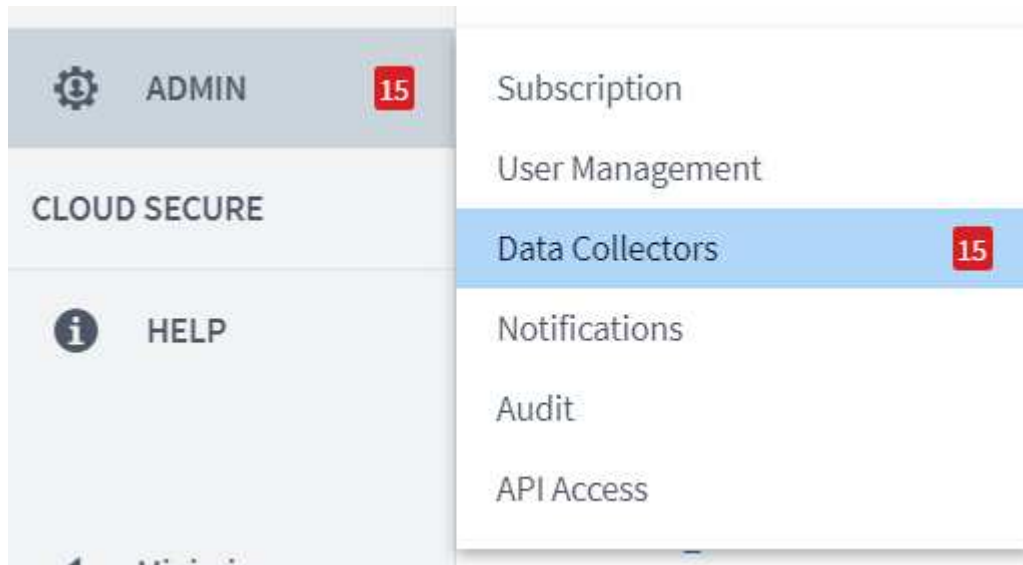 ADMIN 15
CLOUD SECURE
HELP
Subscription
User Management
Data Collectors 15
Notifications
Audit
API Access